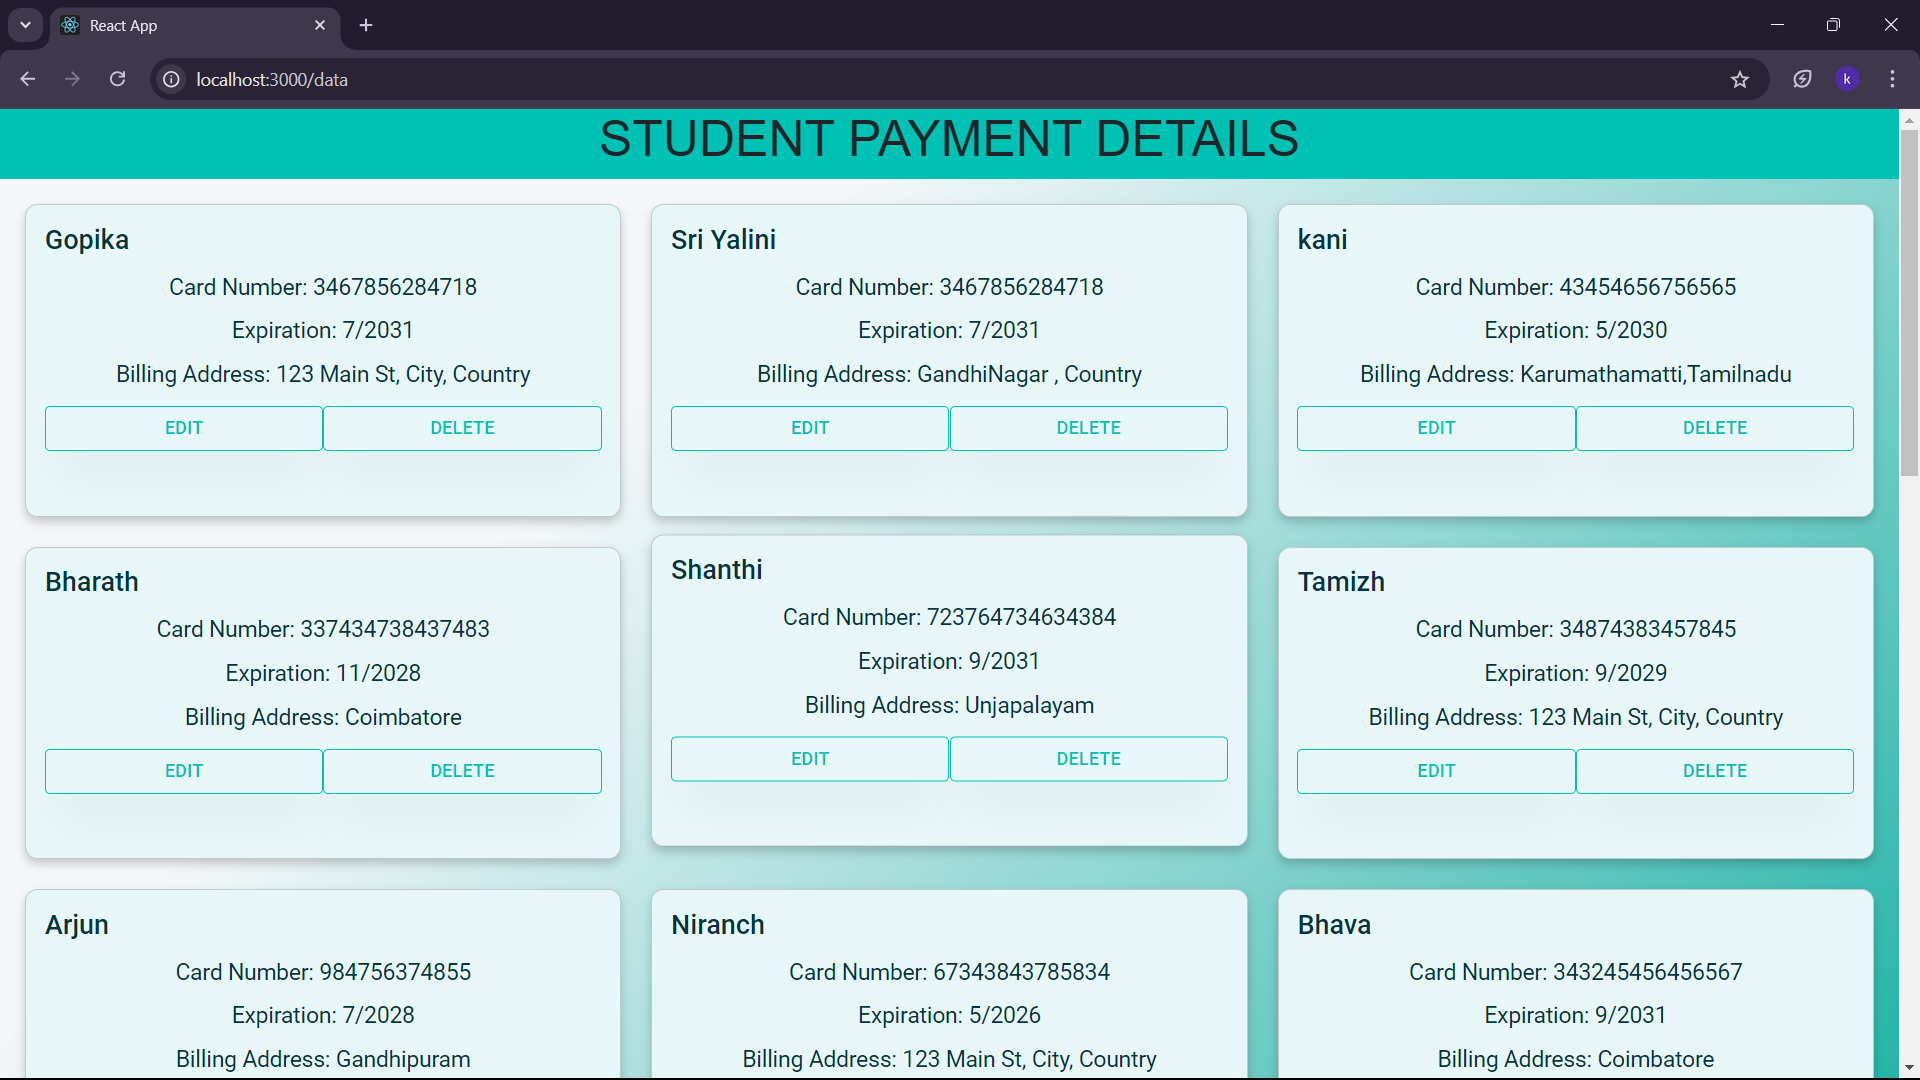 React App
localhost:3000/data
k
STUDENT PAYMENT DETAILS
Gopika
Card Number: 3467856284718
Expiration: 7/2031
Billing Address: 123 Main St, City, Country
EDIT DELETE
Sri Yalini
Card Number: 3467856284718
Expiration: 7/2031
Billing Address: GandhiNagar , Country
EDIT DELETE
kani
Card Number: 43454656756565
Expiration: 5/2030
Billing Address: Karumathamatti,Tamilnadu
EDIT DELETE
Bharath
Card Number: 337434738437483
Expiration: 11/2028
Billing Address: Coimbatore
EDIT DELETE
Shanthi
Card Number: 723764734634384
Expiration: 9/2031
Billing Address: Unjapalayam
EDIT DELETE
Tamizh
Card Number: 34874383457845
Expiration: 9/2029
Billing Address: 123 Main St, City, Country
EDIT DELETE
Arjun
Card Number: 984756374855
Expiration: 7/2028
Billing Address: Gandhipuram
Niranch
Card Number: 67343843785834
Expiration: 5/2026
Billing Address: 123 Main St, City, Country
Bhava
Card Number: 343245456456567
Expiration: 9/2031
Billing Address: Coimbatore